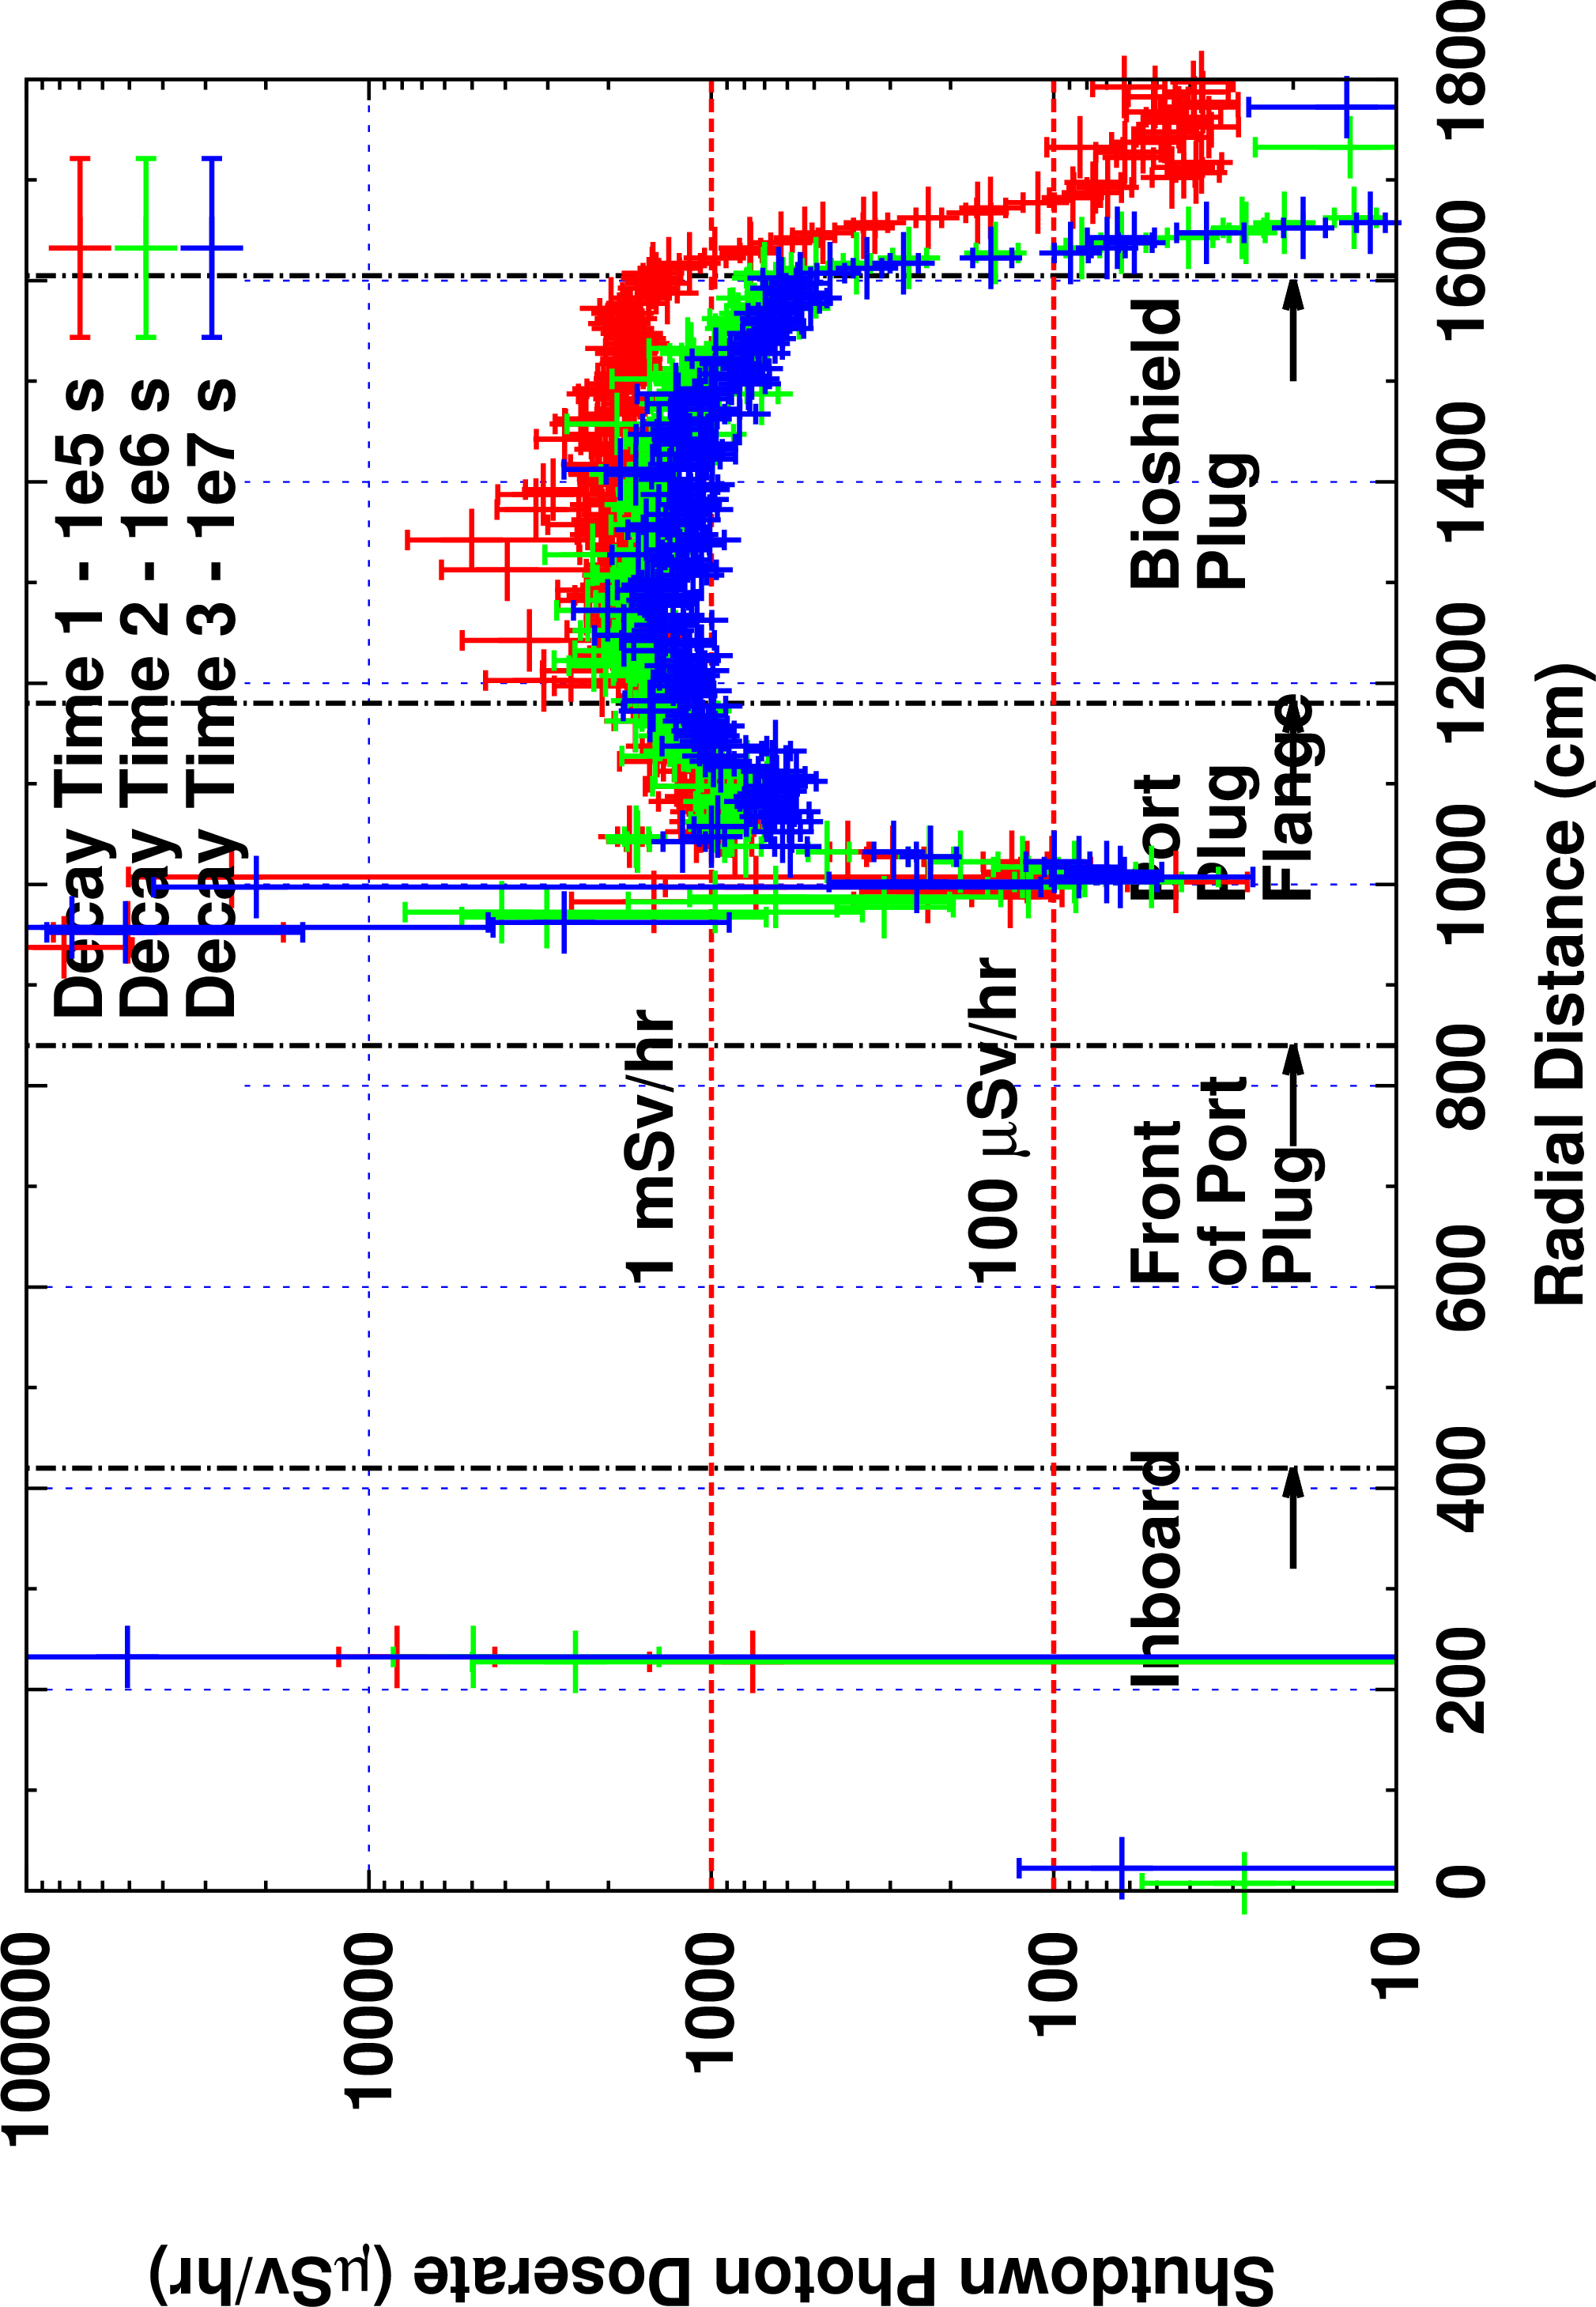 100000
10000
1000
100
10
Shutdown Photon Doserate (μSv/hr)
Decay Time 1 - 1e5 s
Decay Time 2 - 1e6 s
Decay Time 3 - 1e7 s
1 mSv/hr
100 μSv/hr
Inboard
Front
of Port
Plug
Port
Plug
Flange
Bioshield
Plug
0
200
400
600
800
1000
1200
1400
1600
1800
Radial Distance (cm)